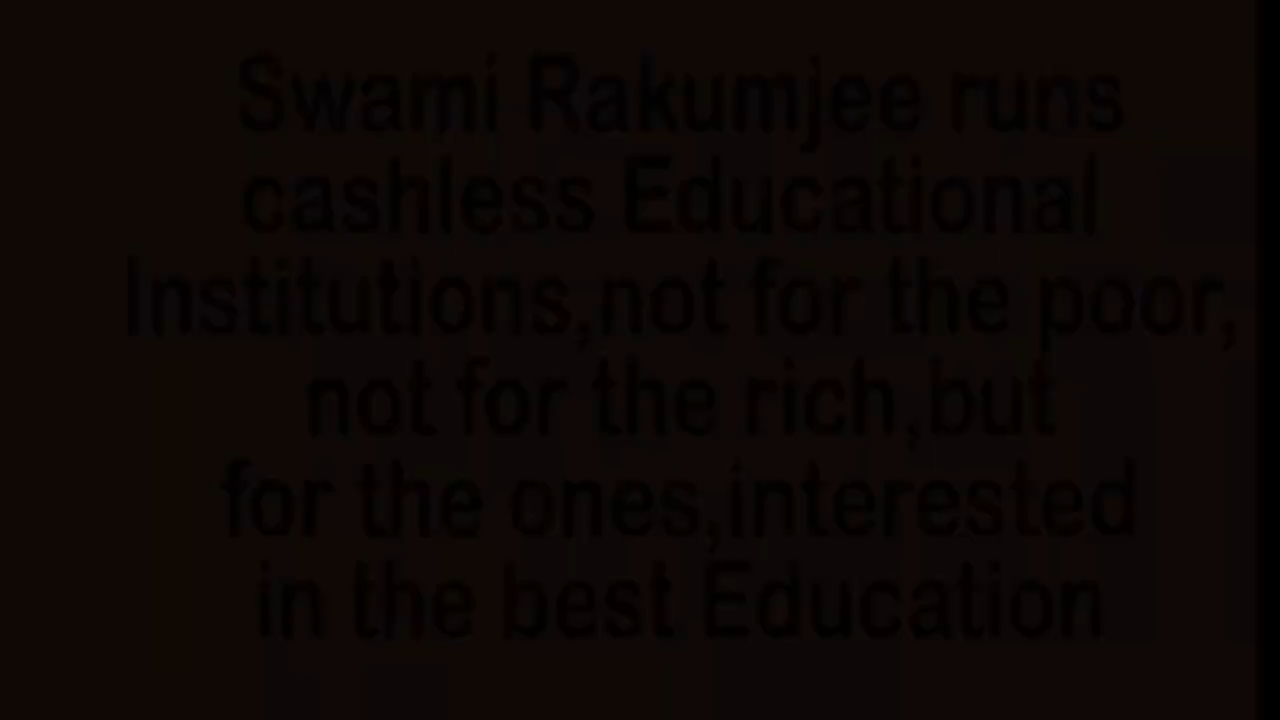 Swami Rakumjee runs
cashless Educational
Institutions,not for the poor,
not for the rich,but
for the ones,interested
in the best Education